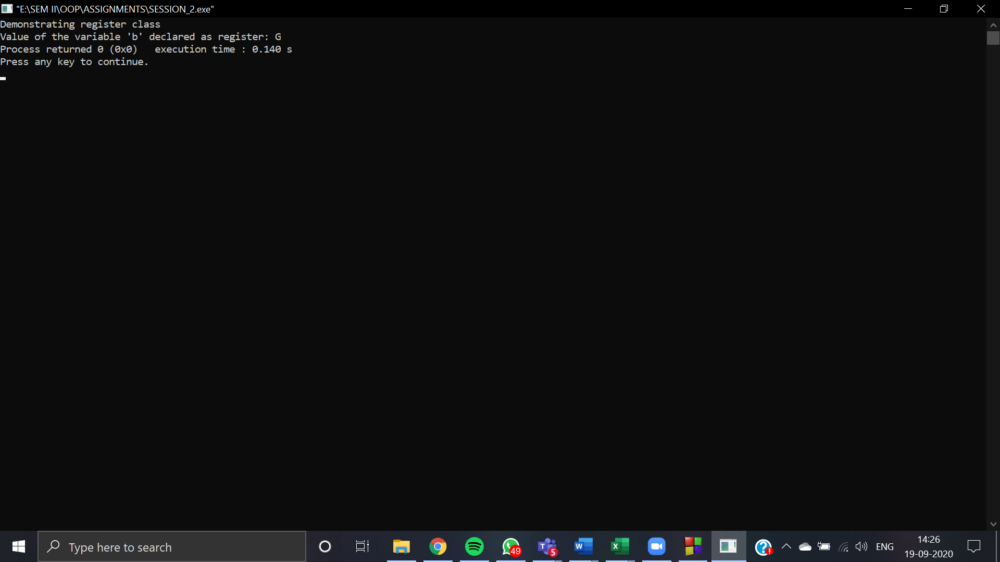 "E:\SEM II\OOP\ASSIGNMENTS\SESSION_2.exe"
Demonstrating register class
Value of the variable 'b' declared as register: G
Process returned 0 (0x0)   execution time : 0.140 s
Press any key to continue.
Type here to search
49
T
5
W
X
?
!
ENG
14:26
19-09-2020